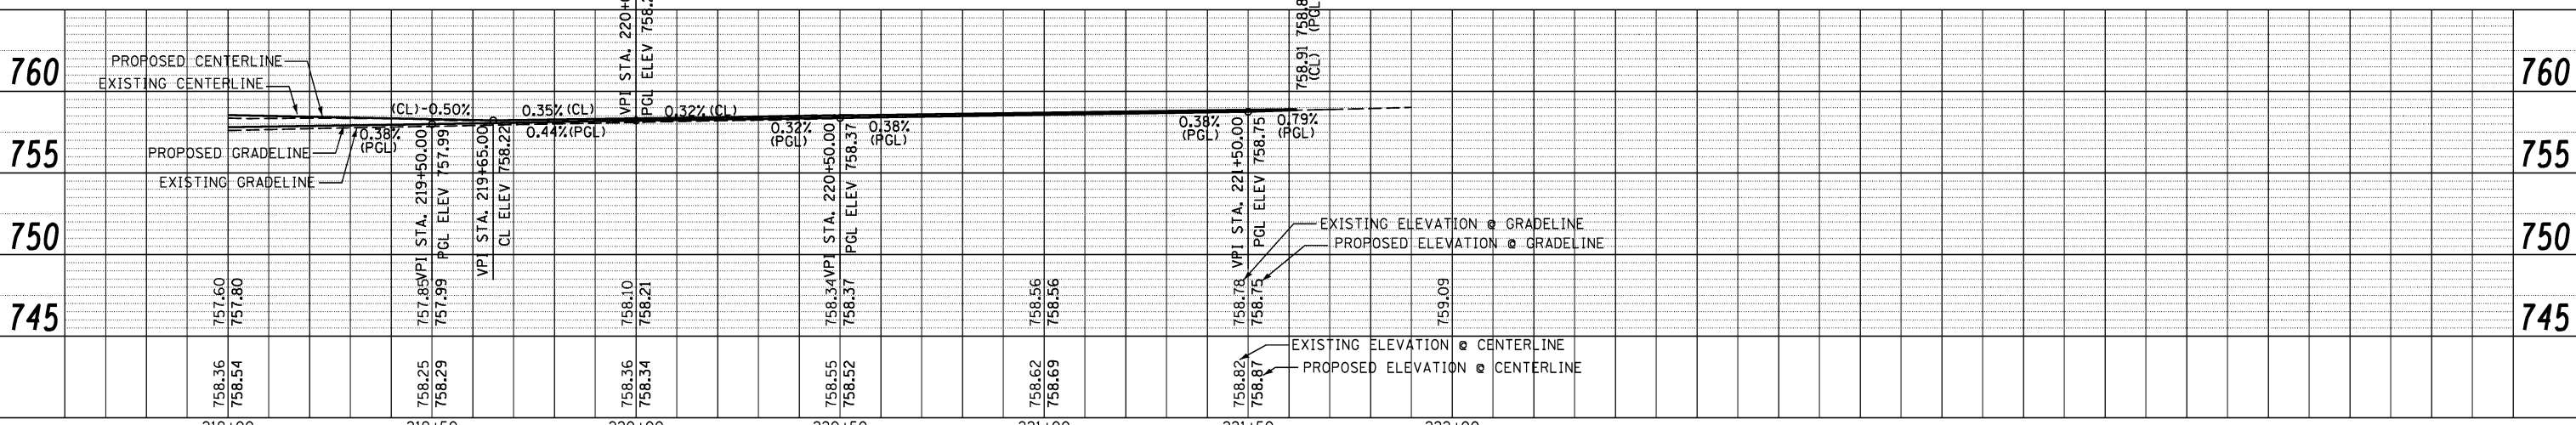 760
755
750
745
PROPOSED CENTERLINE
EXISTING CENTERLINE
PROPOSED GRADELINE
EXISTING GRADELINE
(CL)-0.50%
0.38%
(PGL)
VPI STA. 219+50.00
PGL ELEV 757.99
VPI STA. 219+65.00
CL ELEV 758.22
0.35%(CL)
0.44%(PGL)
VPI STA.
PGL ELEV
0.32%(CL)
0.32%
(PGL)
VPI STA. 220+50.00
PGL ELEV 758.37
0.38%
(PGL)
0.38%
(PGL)
VPI STA. 221+50.00
PGL ELEV 758.75
0.79%
(PGL)
758.91
(CL)
(PGL
EXISTING ELEVATION @ GRADELINE
PROPOSED ELEVATION @ GRADELINE
757.60
757.80
757.85
757.99
758.10
758.21
758.34
758.37
758.56
758.56
758.78
758.75
759.09
EXISTING ELEVATION @ CENTERLINE
PROPOSED ELEVATION @ CENTERLINE
758.36
758.54
758.25
758.29
758.36
758.34
758.55
758.52
758.62
758.69
758.82
758.87
760
755
750
745